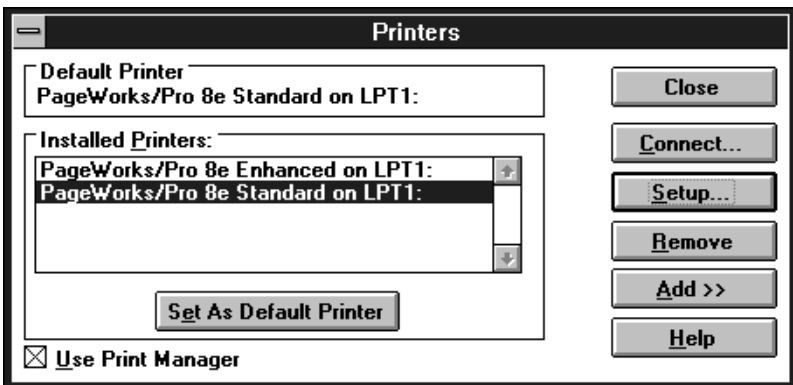 Printers
Default Printer
PageWorks/Pro 8e Standard on LPT1:
Installed Printers:
PageWorks/Pro 8e Enhanced on LPT1:
PageWorks/Pro 8e Standard on LPT1:
Set As Default Printer
Use Print Manager
Close
Connect...
Setup...
Remove
Add >>
Help